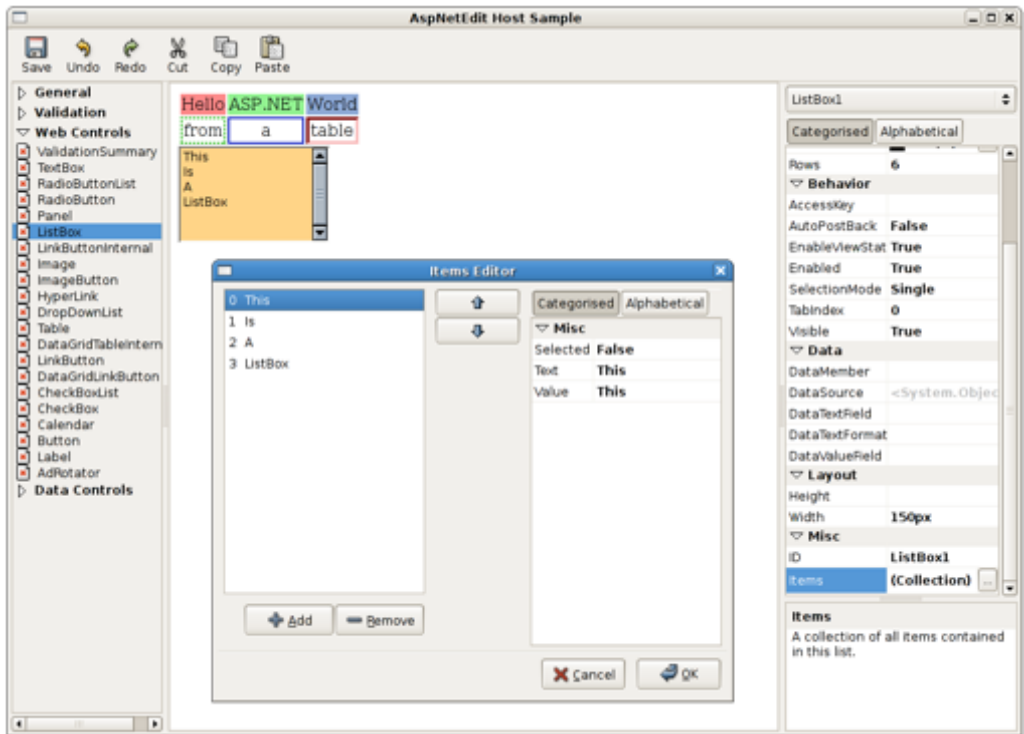 AspNetEdit Host Sample
Save Undo Redo Cut Copy Paste
General
Validation
Web Controls
ValidationSummary
TextBox
RadioButtonList
RadioButton
Panel
ListBox
LinkButtonInternal
Image
ImageButton
HyperLink
DropDownList
Table
DataGridTableIntern
LinkButton
DataGridLinkButton
CheckBoxList
CheckBox
Calendar
Button
Label
AdRotator
Data Controls
Hello ASP.NET World
from a table
This
Is
A
ListBox
Items Editor
0 This
1 Is
2 A
3 ListBox
Add Remove
Categorised Alphabetical
Misc
Selected False
Text This
Value This
Cancel OK
ListBox1
Categorised Alphabetical
Rows 6
Behavior
AccessKey
AutoPostBack False
EnableViewStat True
Enabled True
SelectionMode Single
TabIndex 0
Visible True
Data
DataMember
DataSource <System.Objec
DataTextField
DataTextFormat
DataValueField
Layout
Height
Width 150px
Misc
ID ListBox1
Items (Collection) ...
Items
A collection of all items contained
in this list.